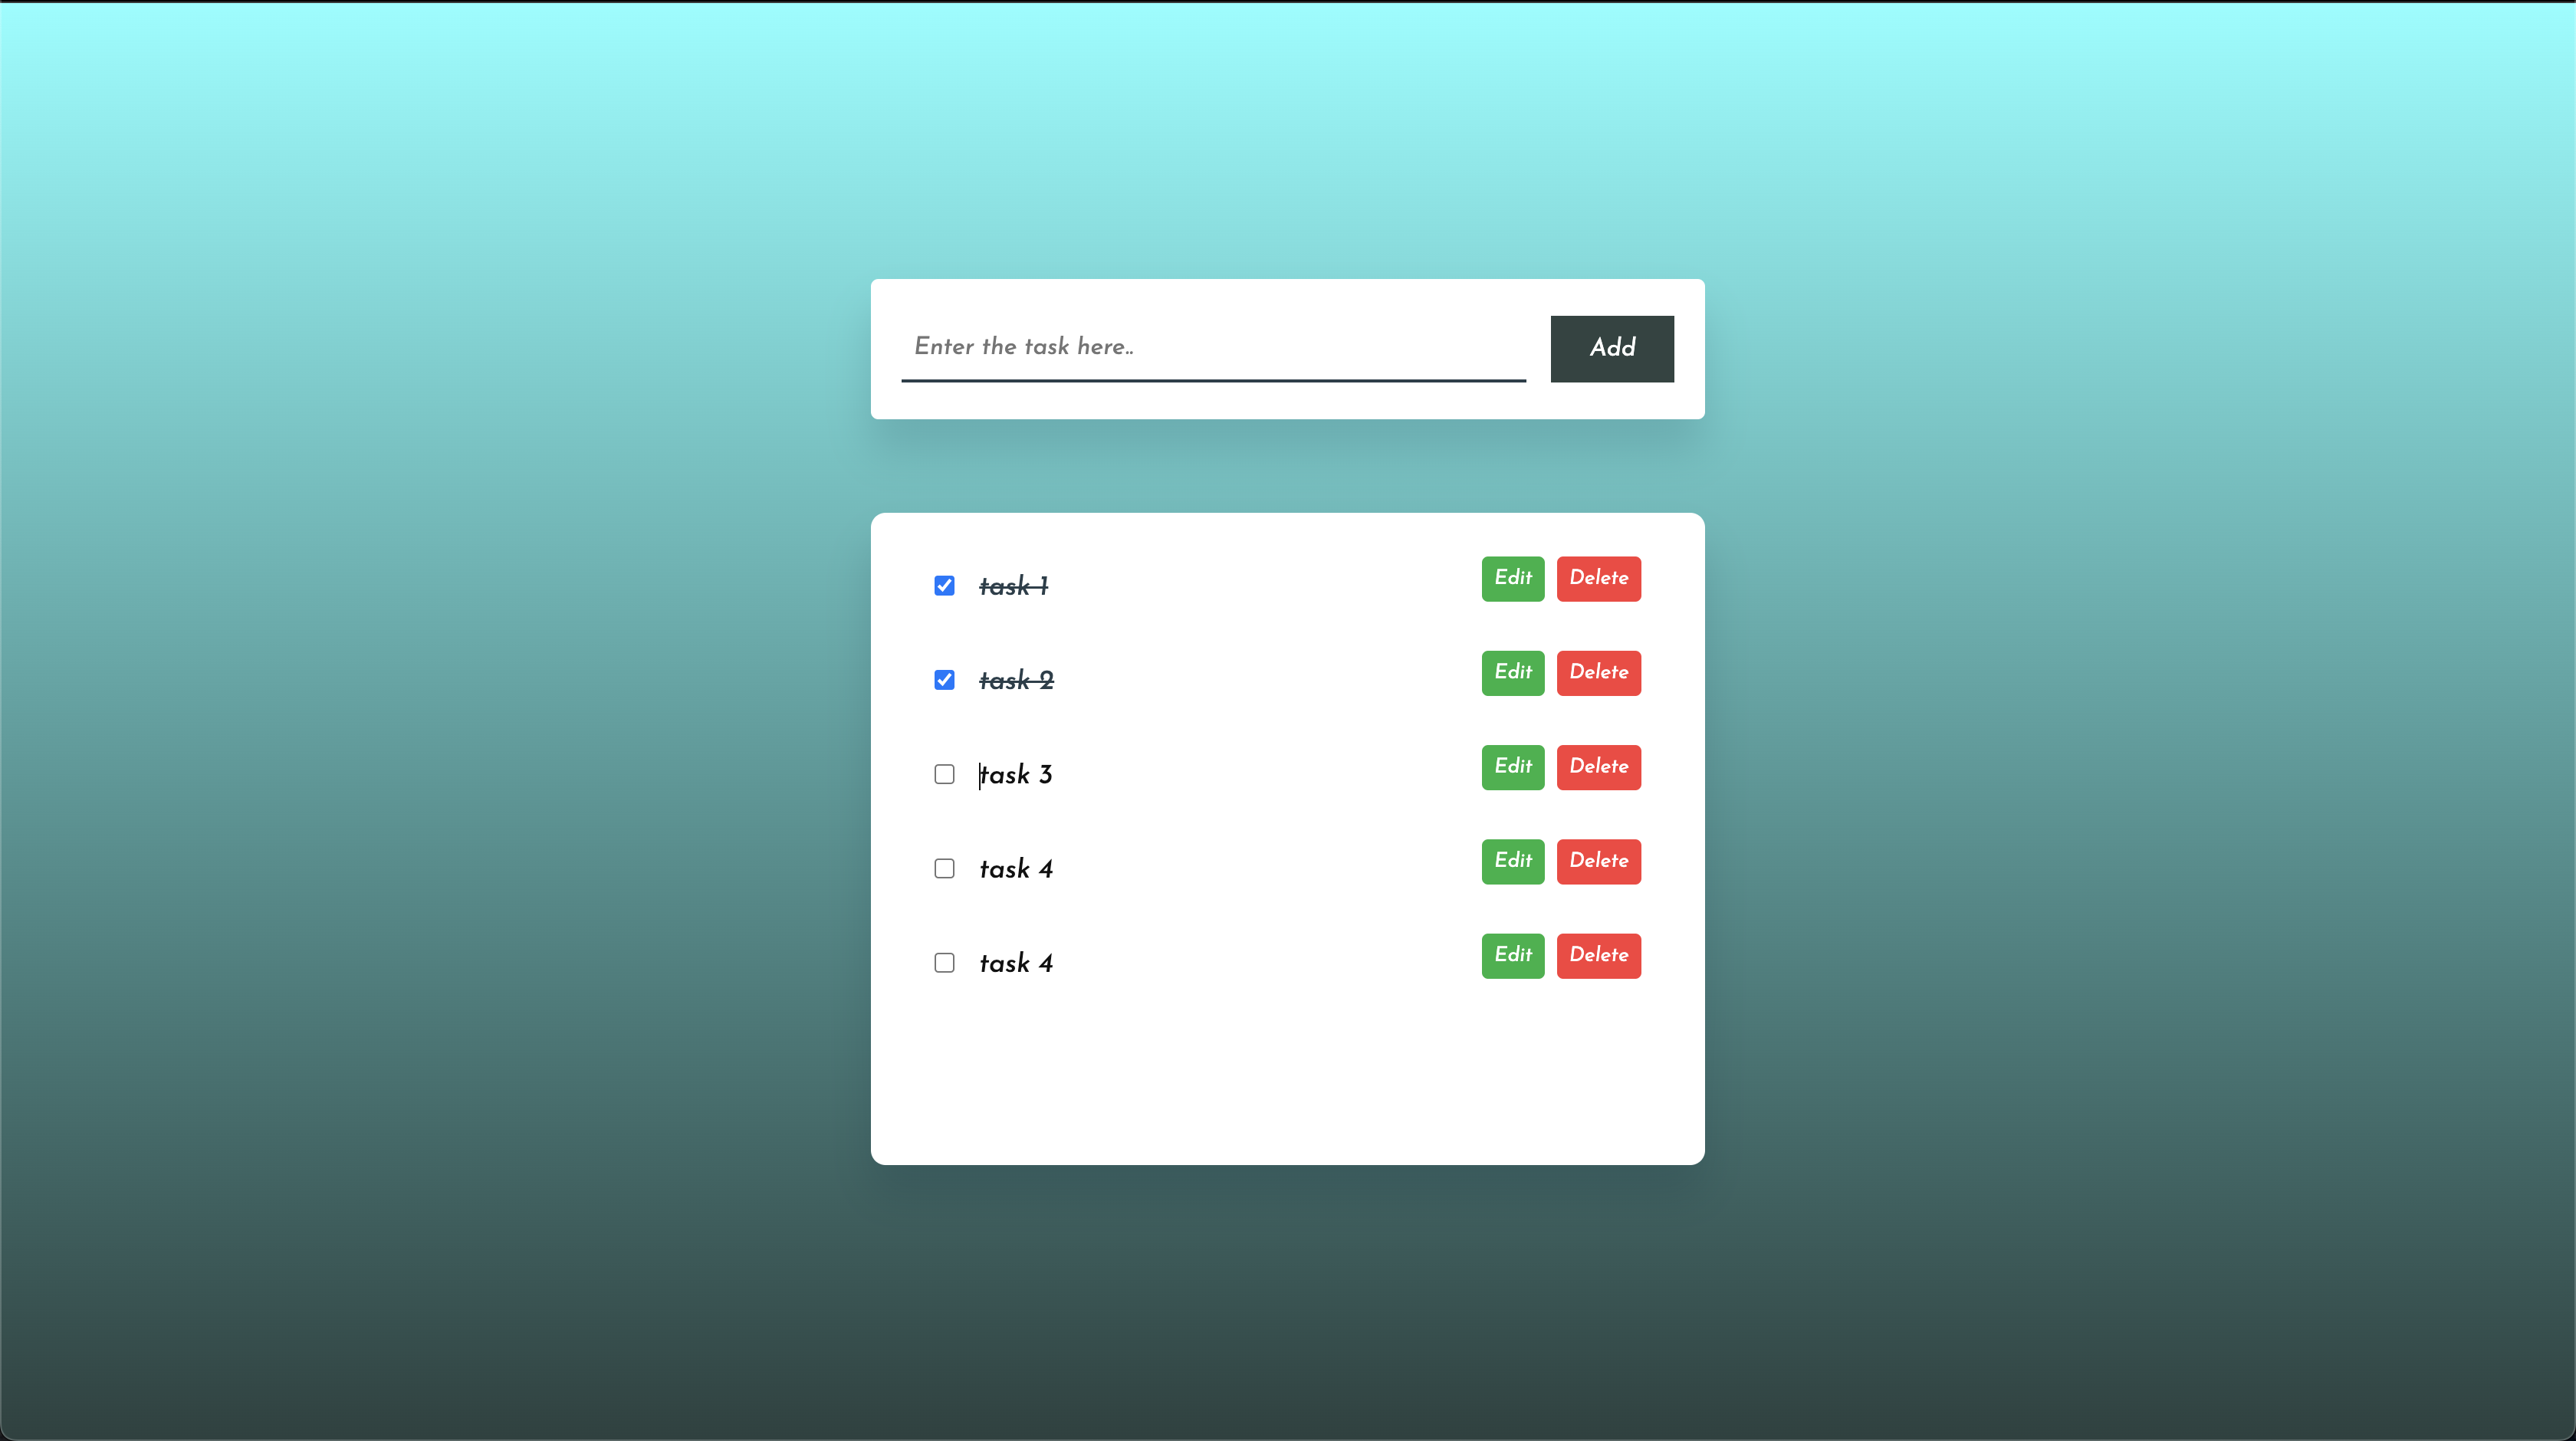 Enter the task here..
Add
task 1 Edit Delete
task 2 Edit Delete
task 3 Edit Delete
task 4 Edit Delete
task 4 Edit Delete